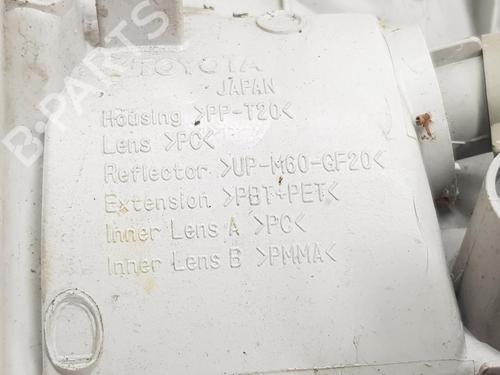 B-PARTS
TOYOTA
JAPAN
Housing >PP-T20<
Lens >PC<
Reflector >UP-M60-GF20<
Extension >PBT+PET<
Inner Lens A >PC<
Inner Lens B >PMMA<